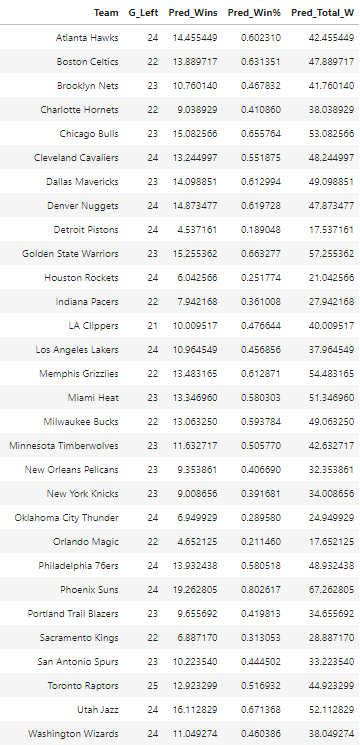 Team G_Left Pred_Wins Pred_Win% Pred_Total_W
Atlanta Hawks 24 14.455449 0.602310 42.455449
Boston Celtics 22 13.889717 0.631351 47.889717
Brooklyn Nets 23 10.760140 0.467832 41.760140
Charlotte Hornets 22 9.038929 0.410860 38.038929
Chicago Bulls 23 15.082566 0.655764 53.082566
Cleveland Cavaliers 24 13.244997 0.551875 48.244997
Dallas Mavericks 23 14.098851 0.612994 49.098851
Denver Nuggets 24 14.873477 0.619728 47.873477
Detroit Pistons 24 4.537161 0.189048 17.537161
Golden State Warriors 23 15.255362 0.663277 57.255362
Houston Rockets 24 6.042566 0.251774 21.042566
Indiana Pacers 22 7.942168 0.361008 27.942168
LA Clippers 21 10.009517 0.476644 40.009517
Los Angeles Lakers 24 10.964549 0.456856 37.964549
Memphis Grizzlies 22 13.483165 0.612871 54.483165
Miami Heat 23 13.346960 0.580303 51.346960
Milwaukee Bucks 22 13.063250 0.593784 49.063250
Minnesota Timberwolves 23 11.632717 0.505770 42.632717
New Orleans Pelicans 23 9.353861 0.406690 32.353861
New York Knicks 23 9.008656 0.391681 34.008656
Oklahoma City Thunder 24 6.949929 0.289580 24.949929
Orlando Magic 22 4.652125 0.211460 17.652125
Philadelphia 76ers 24 13.932438 0.580518 48.932438
Phoenix Suns 24 19.262805 0.802617 67.262805
Portland Trail Blazers 23 9.655692 0.419813 34.655692
Sacramento Kings 22 6.887170 0.313053 28.887170
San Antonio Spurs 23 10.223540 0.444502 33.223540
Toronto Raptors 25 12.923299 0.516932 44.923299
Utah Jazz 24 16.112829 0.671368 52.112829
Washington Wizards 24 11.049274 0.460386 38.049274